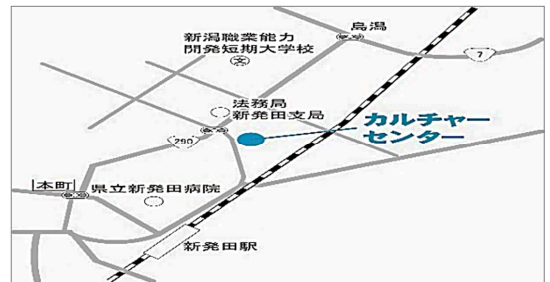 島潟
新潟職業能力
開発短期大学校
7
法務局
新発田支局
カルチャー
センター
290
本町
県立新発田病院
新発田駅